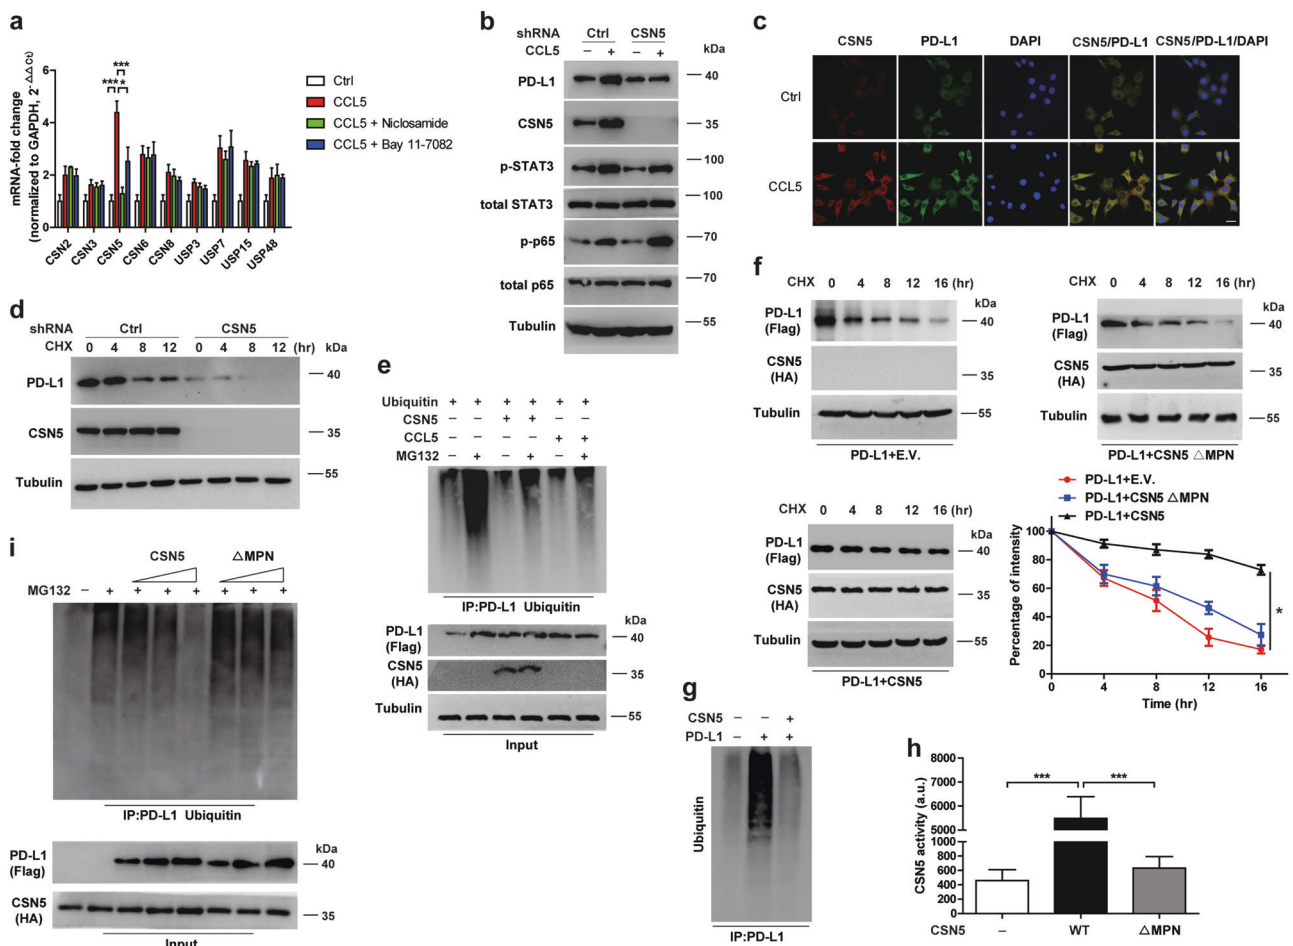 a
mRNA-fold change
(normalized to GAPDH, 2^-△△Ct)
6
4
2
0
*** ***
*
CSN2 CSN3 CSN5 CSN6 CSN8 USP3 USP7 USP15 USP48
Ctrl
CCL5
CCL5 + Niclosamide
CCL5 + Bay 11-7082
b
shRNA Ctrl CSN5
CCL5 – + – + kDa
PD-L1 40
CSN5 35
p-STAT3 100
total STAT3 100
p-p65 70
total p65 70
Tubulin 55
c
CSN5 PD-L1 DAPI CSN5/PD-L1 CSN5/PD-L1/DAPI
Ctrl
CCL5
d
shRNA Ctrl CSN5
CHX 0 4 8 12 0 4 8 12 (hr) kDa
PD-L1 40
CSN5 35
Tubulin 55
e
Ubiquitin + + + + + +
CSN5 – – + + – –
CCL5 – – – – + +
MG132 – + – + – +
IP:PD-L1 Ubiquitin
kDa
PD-L1 (Flag) 40
CSN5 (HA) 35
Tubulin 55
Input
f
CHX 0 4 8 12 16 (hr)
kDa
PD-L1 (Flag) 40
CSN5 (HA) 35
Tubulin 55
PD-L1+E.V.
CHX 0 4 8 12 16 (hr)
kDa
PD-L1 (Flag) 40
CSN5 (HA) 35
Tubulin 55
PD-L1+CSN5 △MPN
CHX 0 4 8 12 16 (hr)
kDa
PD-L1 (Flag) 40
CSN5 (HA) 35
Tubulin 55
PD-L1+CSN5
PD-L1+E.V.
PD-L1+CSN5 △MPN
PD-L1+CSN5
Percentage of intensity
100
80
60
40
20
0
*
0 4 8 12 16
Time (hr)
g
CSN5 – – +
PD-L1 – + +
Ubiquitin
IP:PD-L1
h
CSN5 activity (a.u.)
8000
7000
6000
5000
1000
800
600
400
200
0
*** ***
CSN5 – WT △MPN
i
CSN5 △MPN
MG132 – + + + + + + +
IP:PD-L1 Ubiquitin
kDa
PD-L1 (Flag) 40
CSN5 (HA) 35
Input